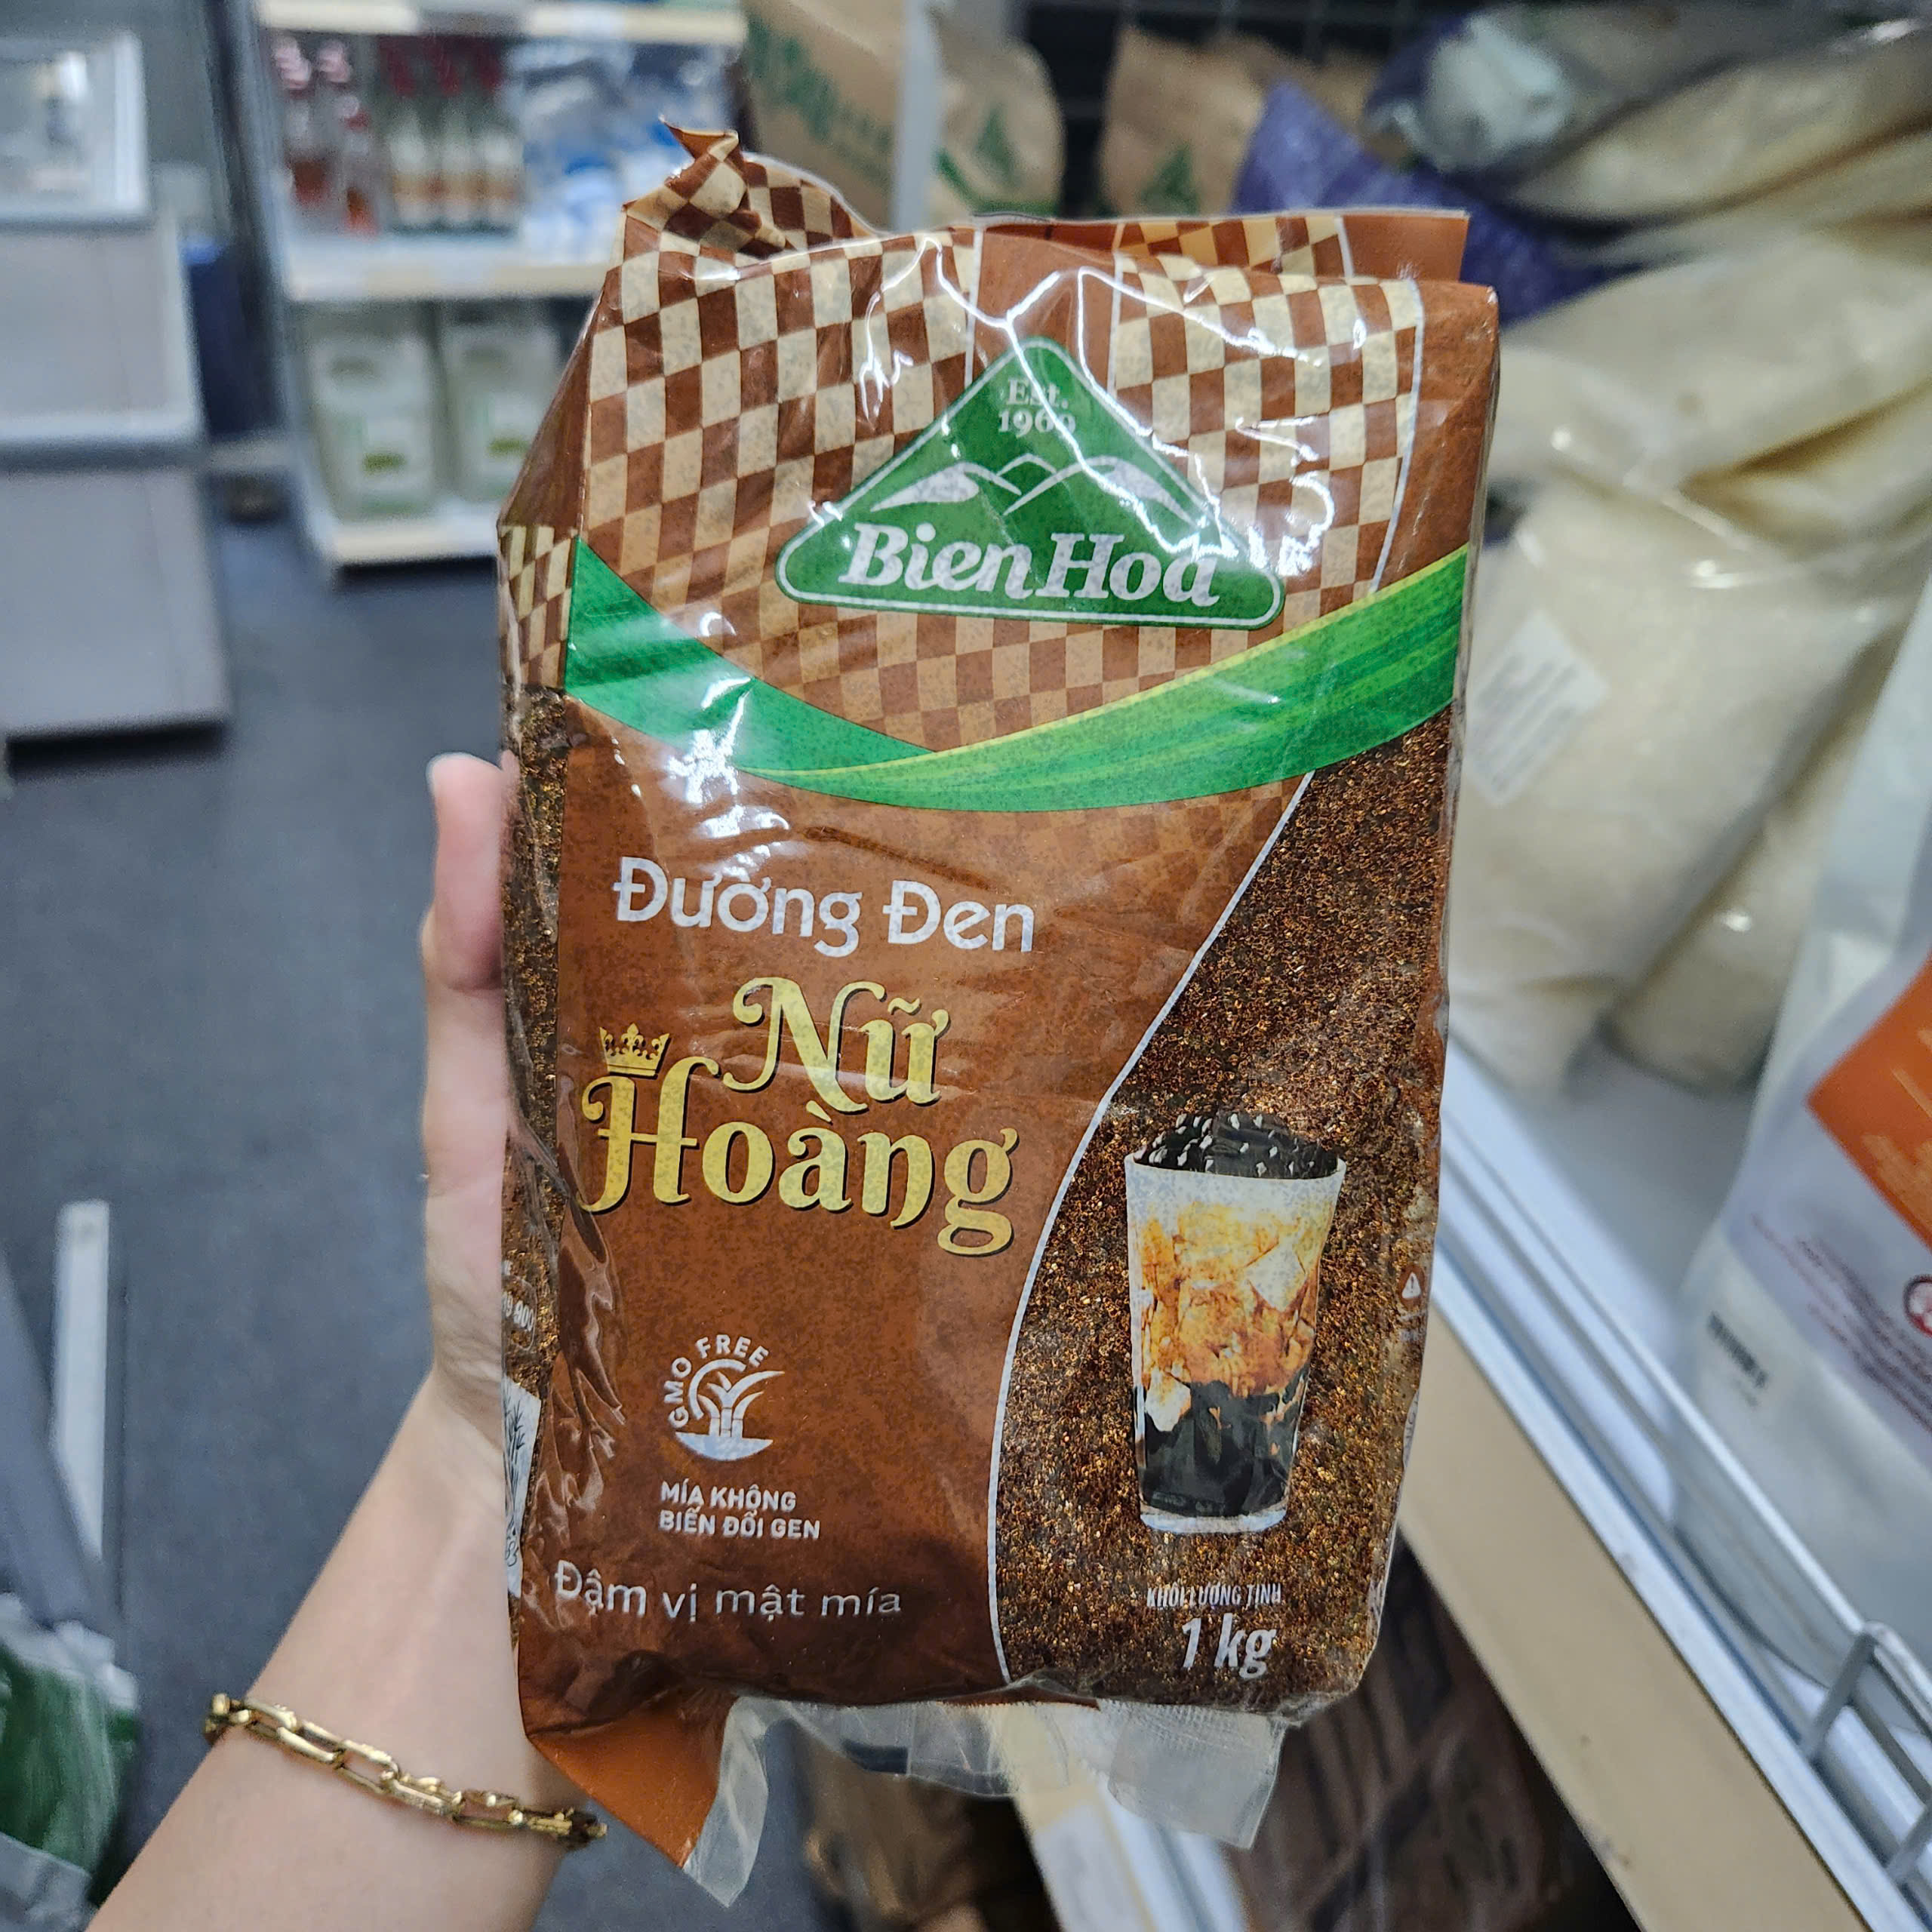 Est.
1969
Bien Hoa
Đường Đen
Nữ
Hoàng
GMO FREE
MÍA KHÔNG
BIẾN ĐỔI GEN
Đậm vị mật mía
KHỐI LƯỢNG TỊNH
1 kg